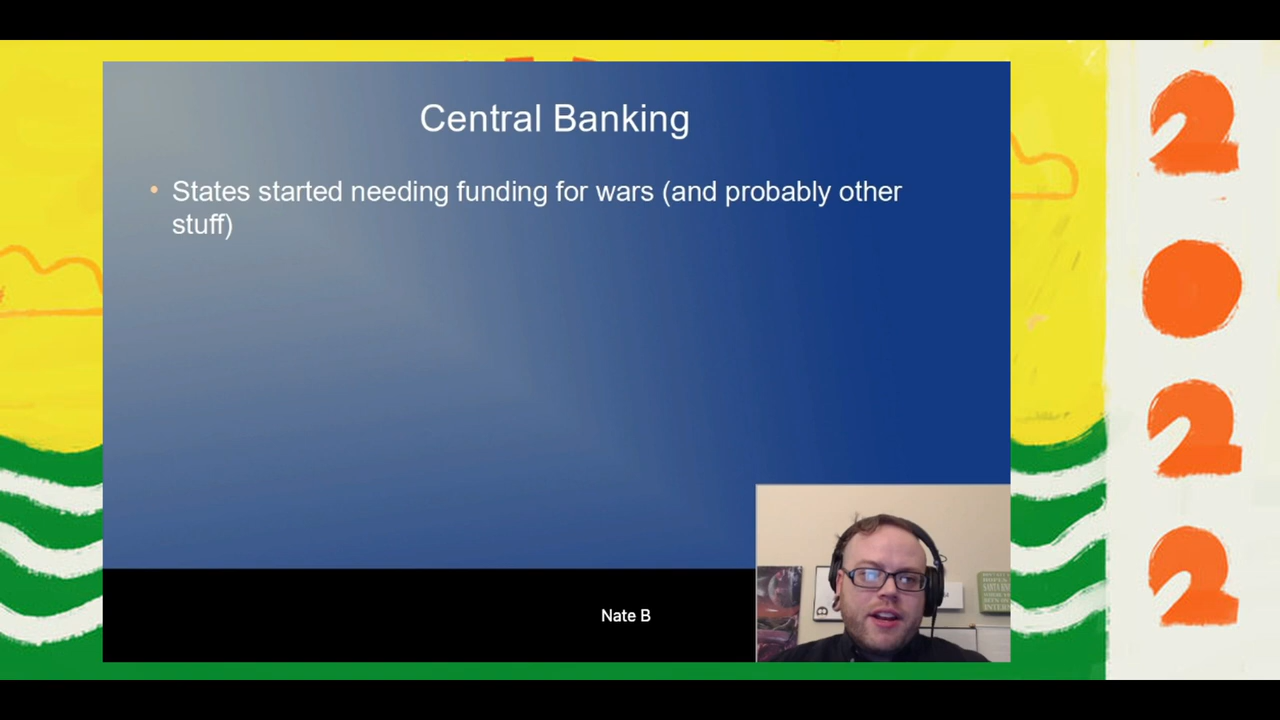 Central Banking
• States started needing funding for wars (and probably other
stuff)
Nate B
2
0
2
2